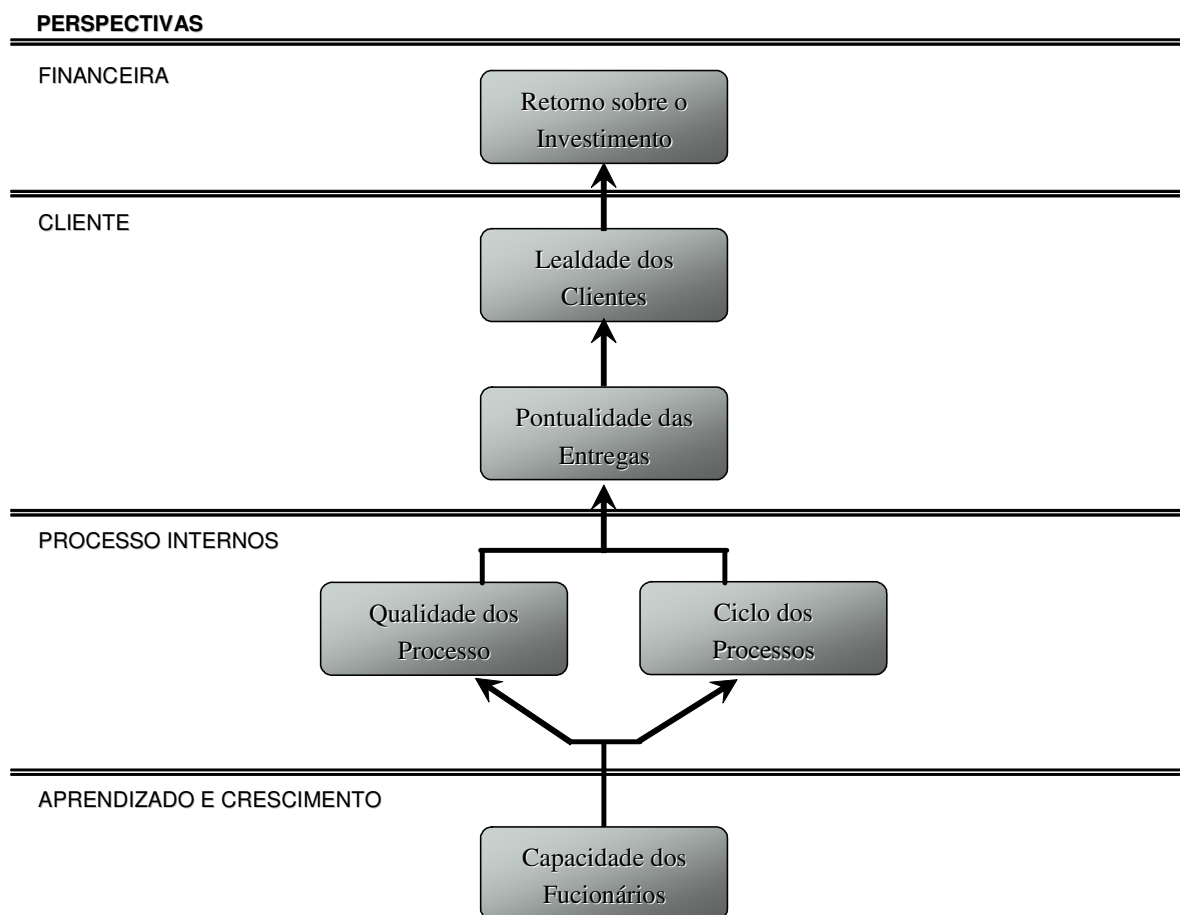 PERSPECTIVAS
FINANCEIRA
Retorno sobre o
Investimento
CLIENTE
Lealdade dos
Clientes
Pontualidade das
Entregas
PROCESSO INTERNOS
Qualidade dos
Processo
Ciclo dos
Processos
APRENDIZADO E CRESCIMENTO
Capacidade dos
Fucionários